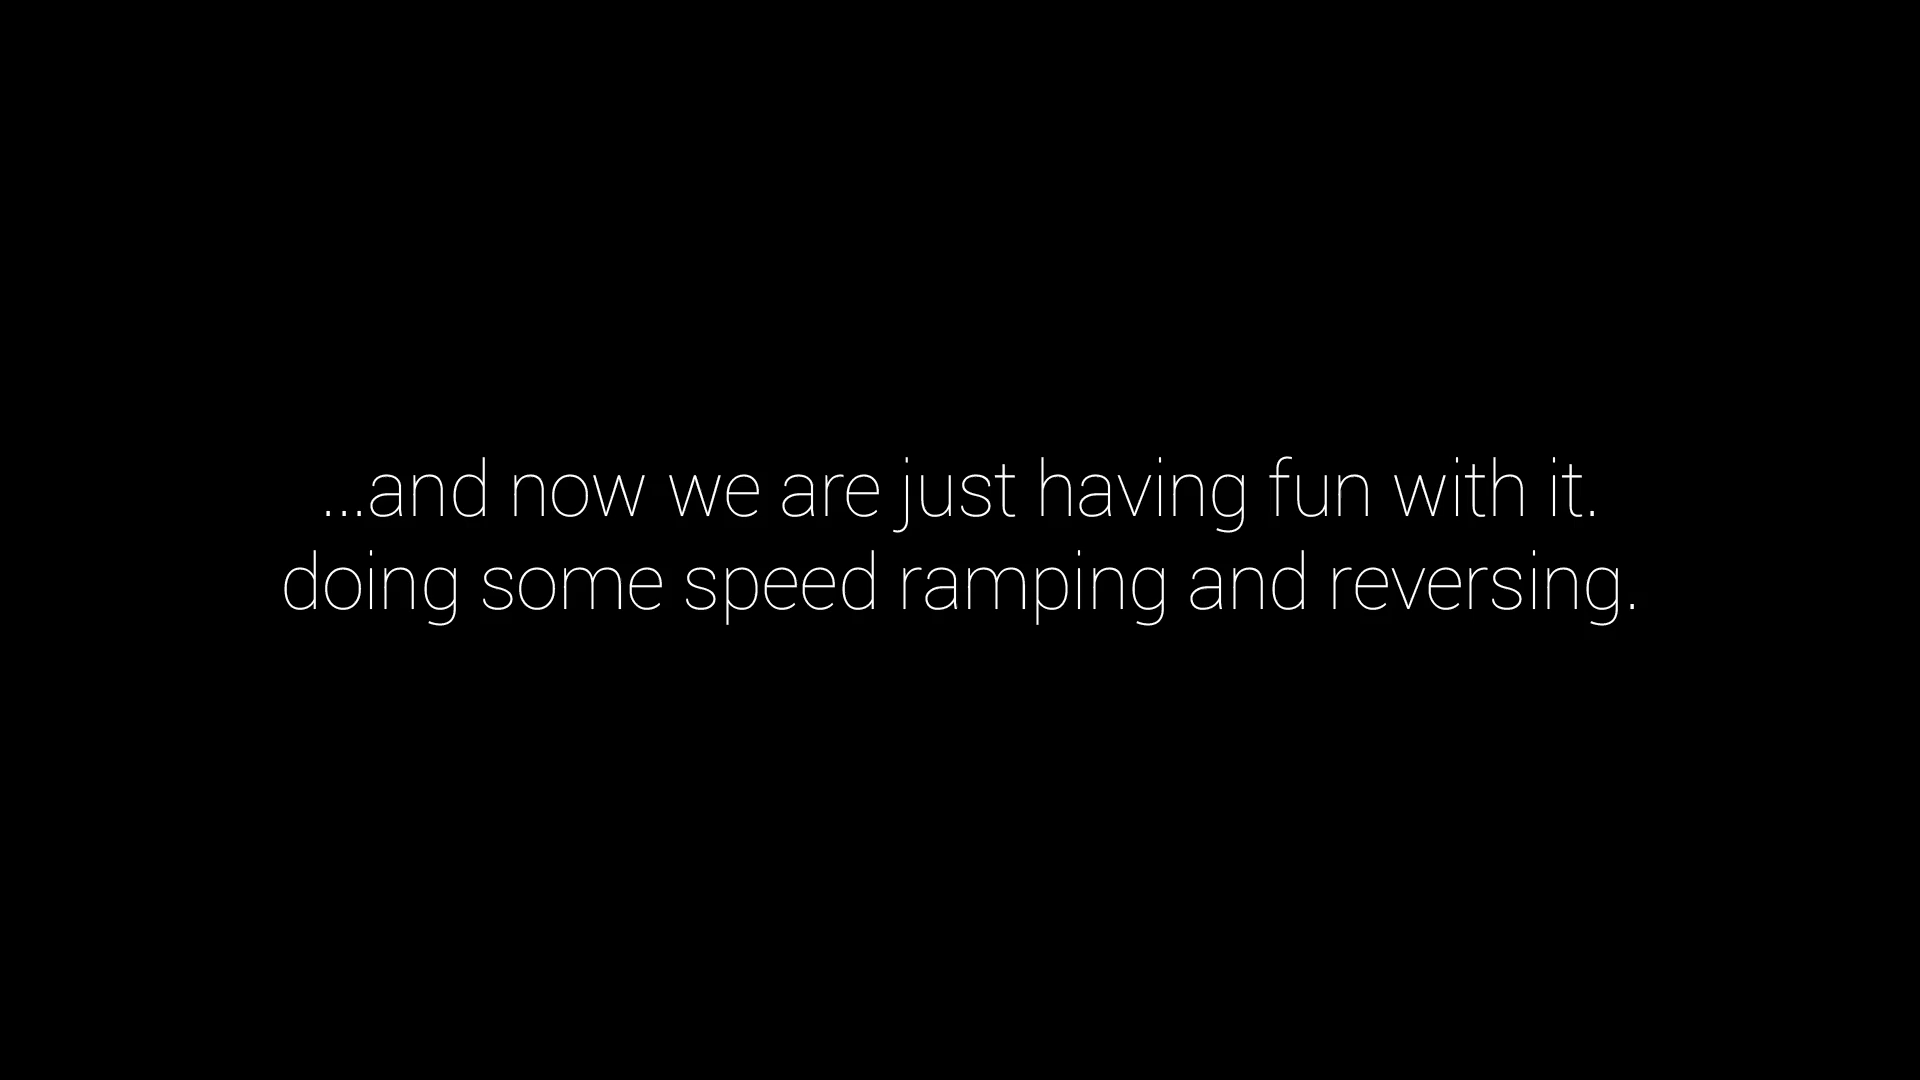 ...and now we are just having fun with it.
doing some speed ramping and reversing.